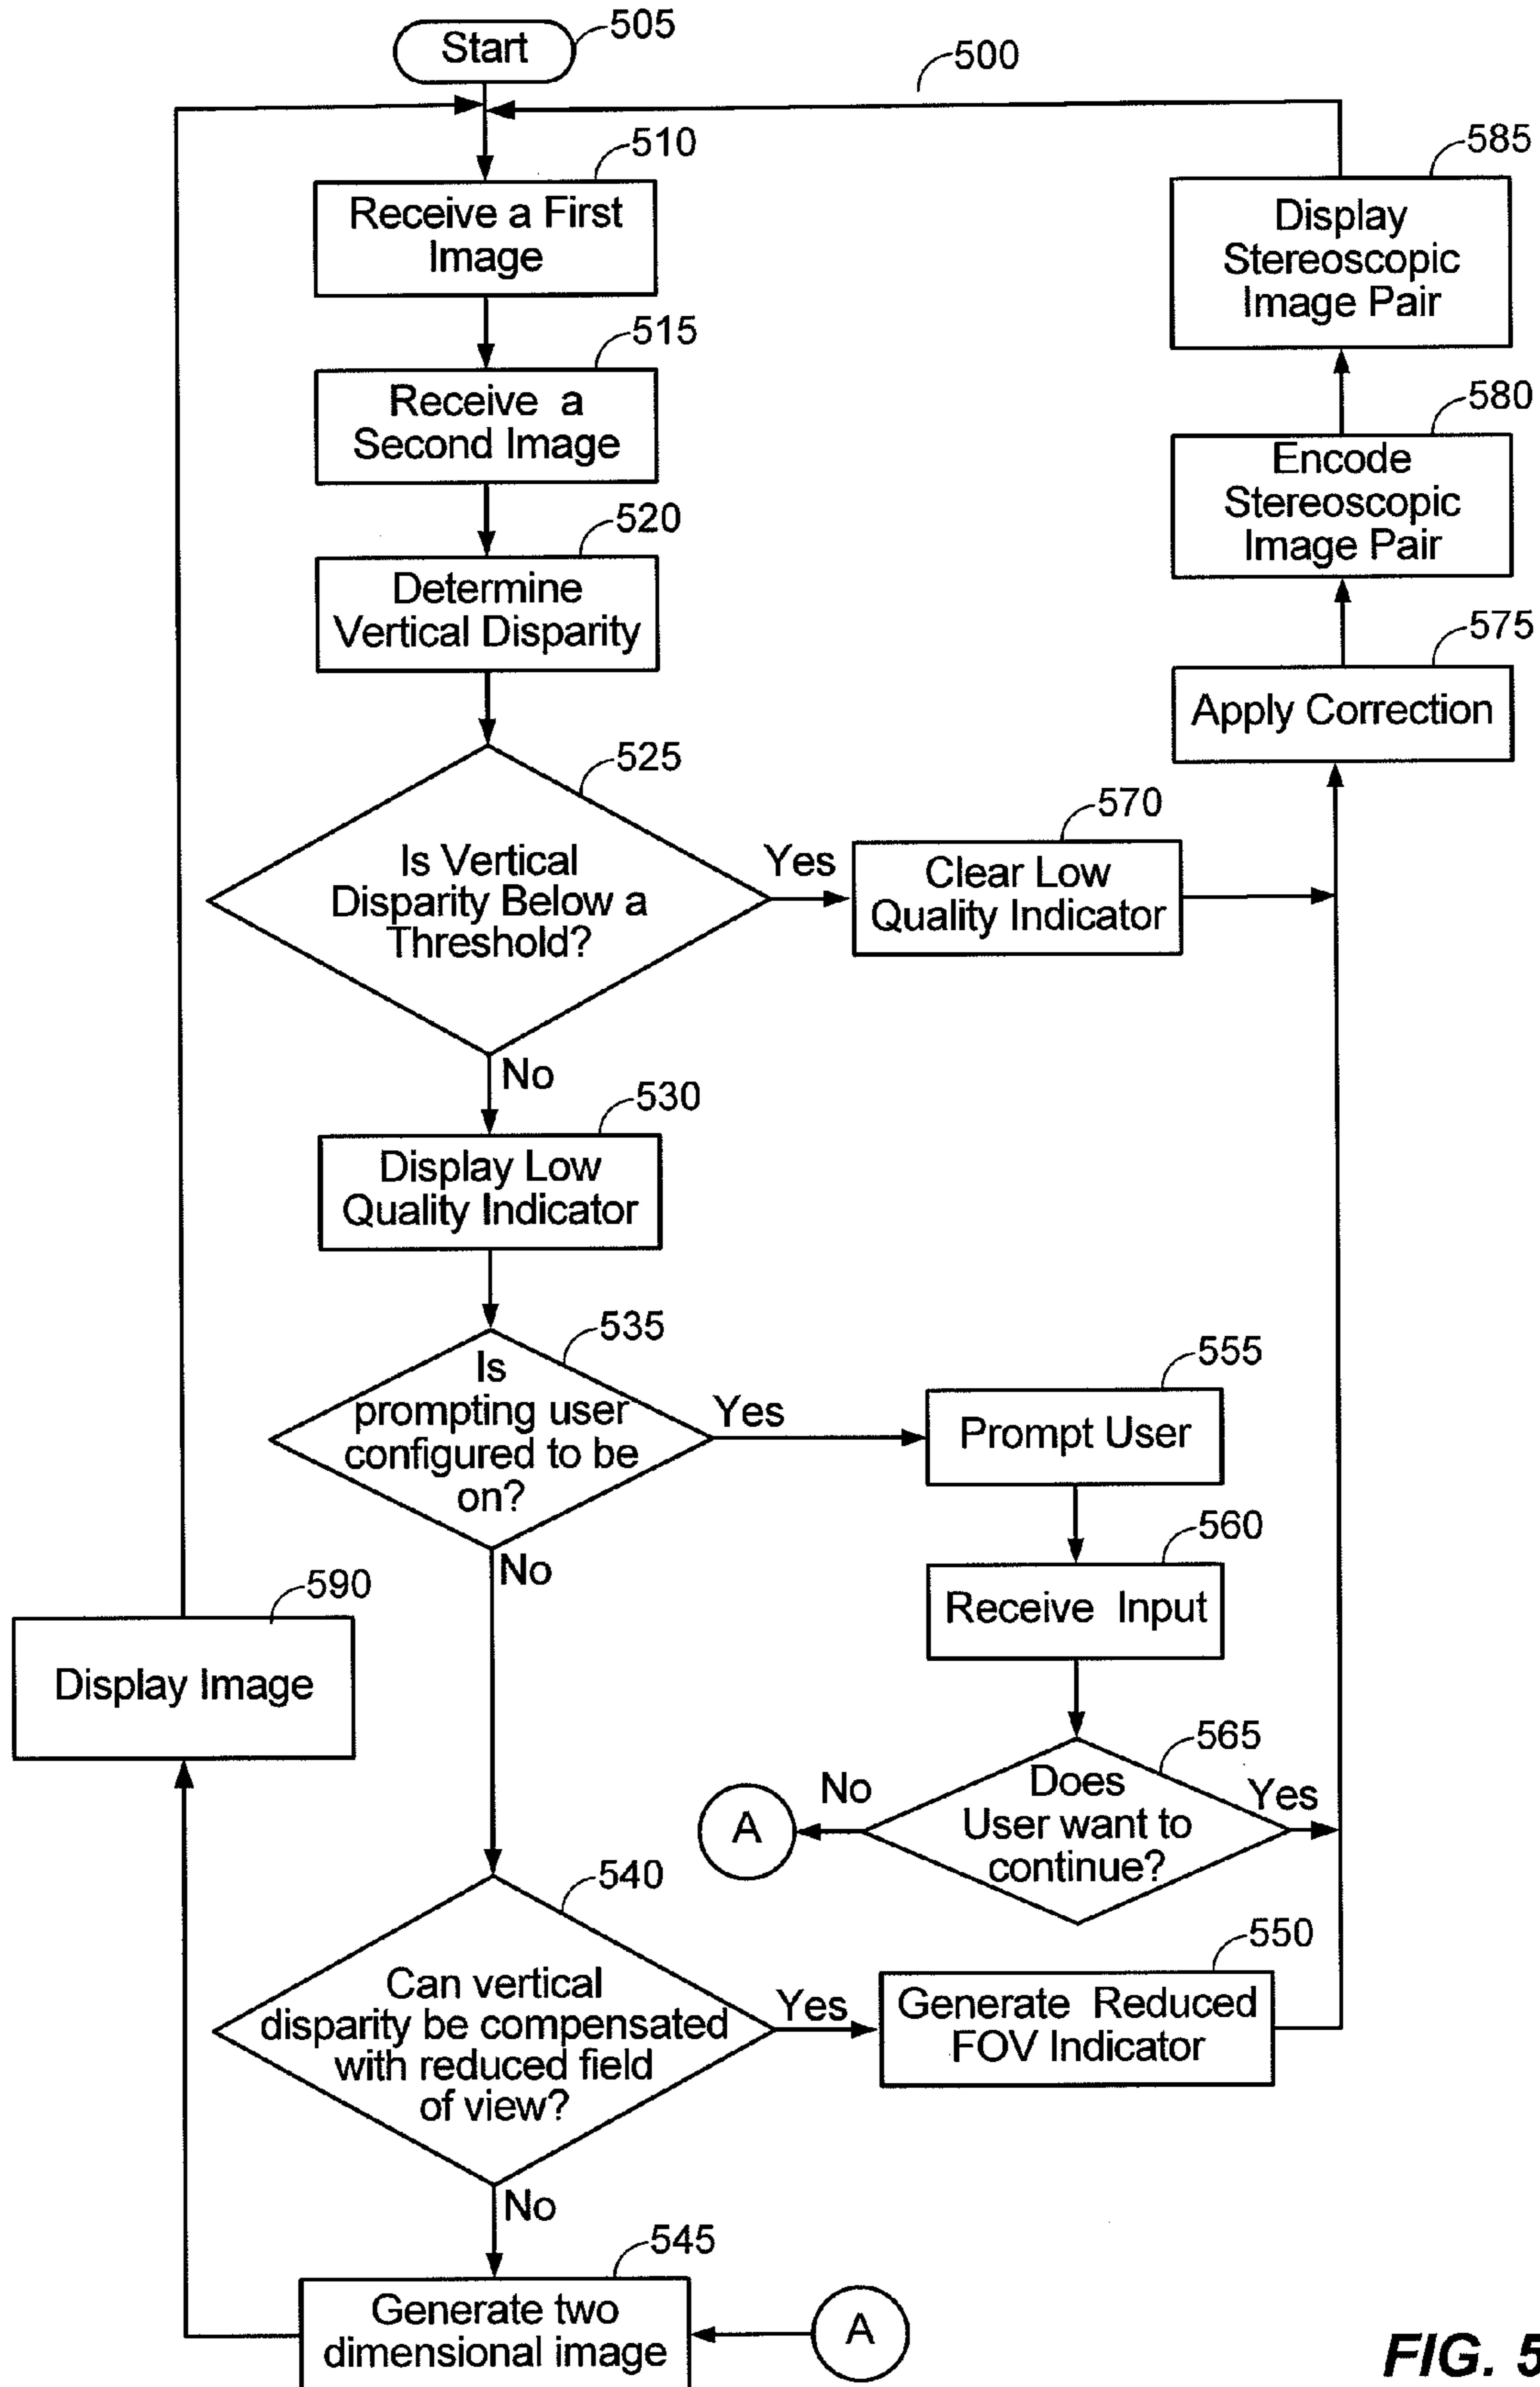 Start
505
500
510
Receive a First
Image
515
Receive a
Second Image
520
Determine
Vertical Disparity
525
Is Vertical
Disparity Below a
Threshold?
Yes
570
Clear Low
Quality Indicator
585
Display
Stereoscopic
Image Pair
580
Encode
Stereoscopic
Image Pair
575
Apply Correction
No
530
Display Low
Quality Indicator
535
Is
prompting user
configured to be
on?
Yes
555
Prompt User
560
Receive Input
565
Does
User want to
continue?
No
Yes
A
No
590
Display Image
540
Can vertical
disparity be compensated
with reduced field
of view?
Yes
550
Generate Reduced
FOV Indicator
No
545
Generate two
dimensional image
A
FIG. 5